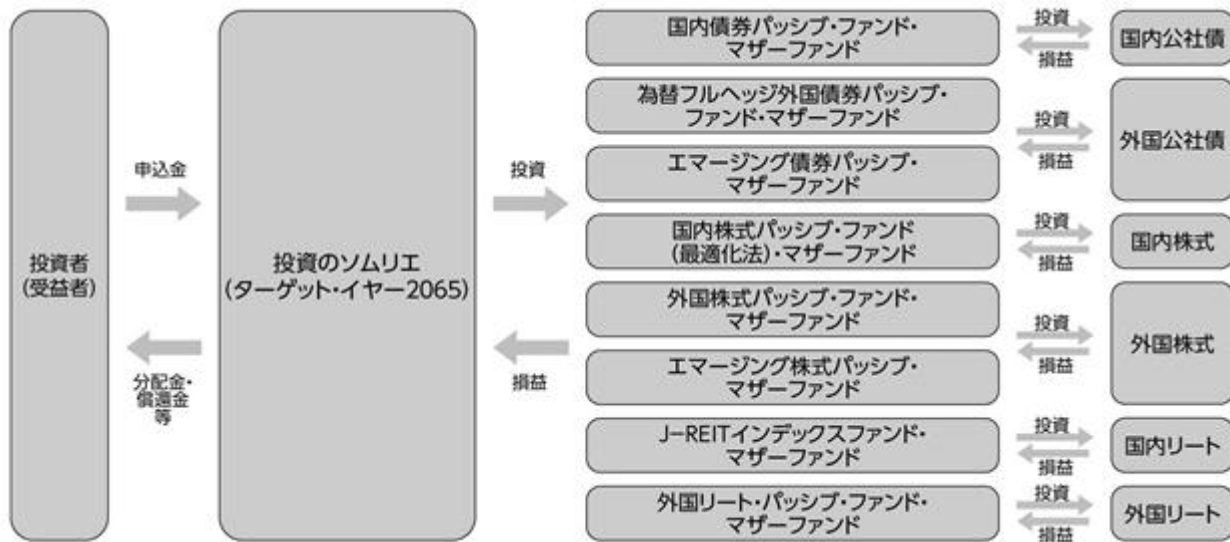 投資者
(受益者)
申込金
分配金・
償還金
等
投資のソムリエ
(ターゲット・イヤー2065)
投資
損益
国内債券パッシブ・ファンド・
マザーファンド
投資
損益
国内公社債
為替フルヘッジ外国債券パッシブ・
ファンド・マザーファンド
エマージング債券パッシブ・
マザーファンド
投資
損益
外国公社債
国内株式パッシブ・ファンド
(最適化法)・マザーファンド
投資
損益
国内株式
外国株式パッシブ・ファンド・
マザーファンド
エマージング株式パッシブ・
マザーファンド
投資
損益
外国株式
J-REITインデックスファンド・
マザーファンド
投資
損益
国内リート
外国リート・パッシブ・ファンド・
マザーファンド
投資
損益
外国リート